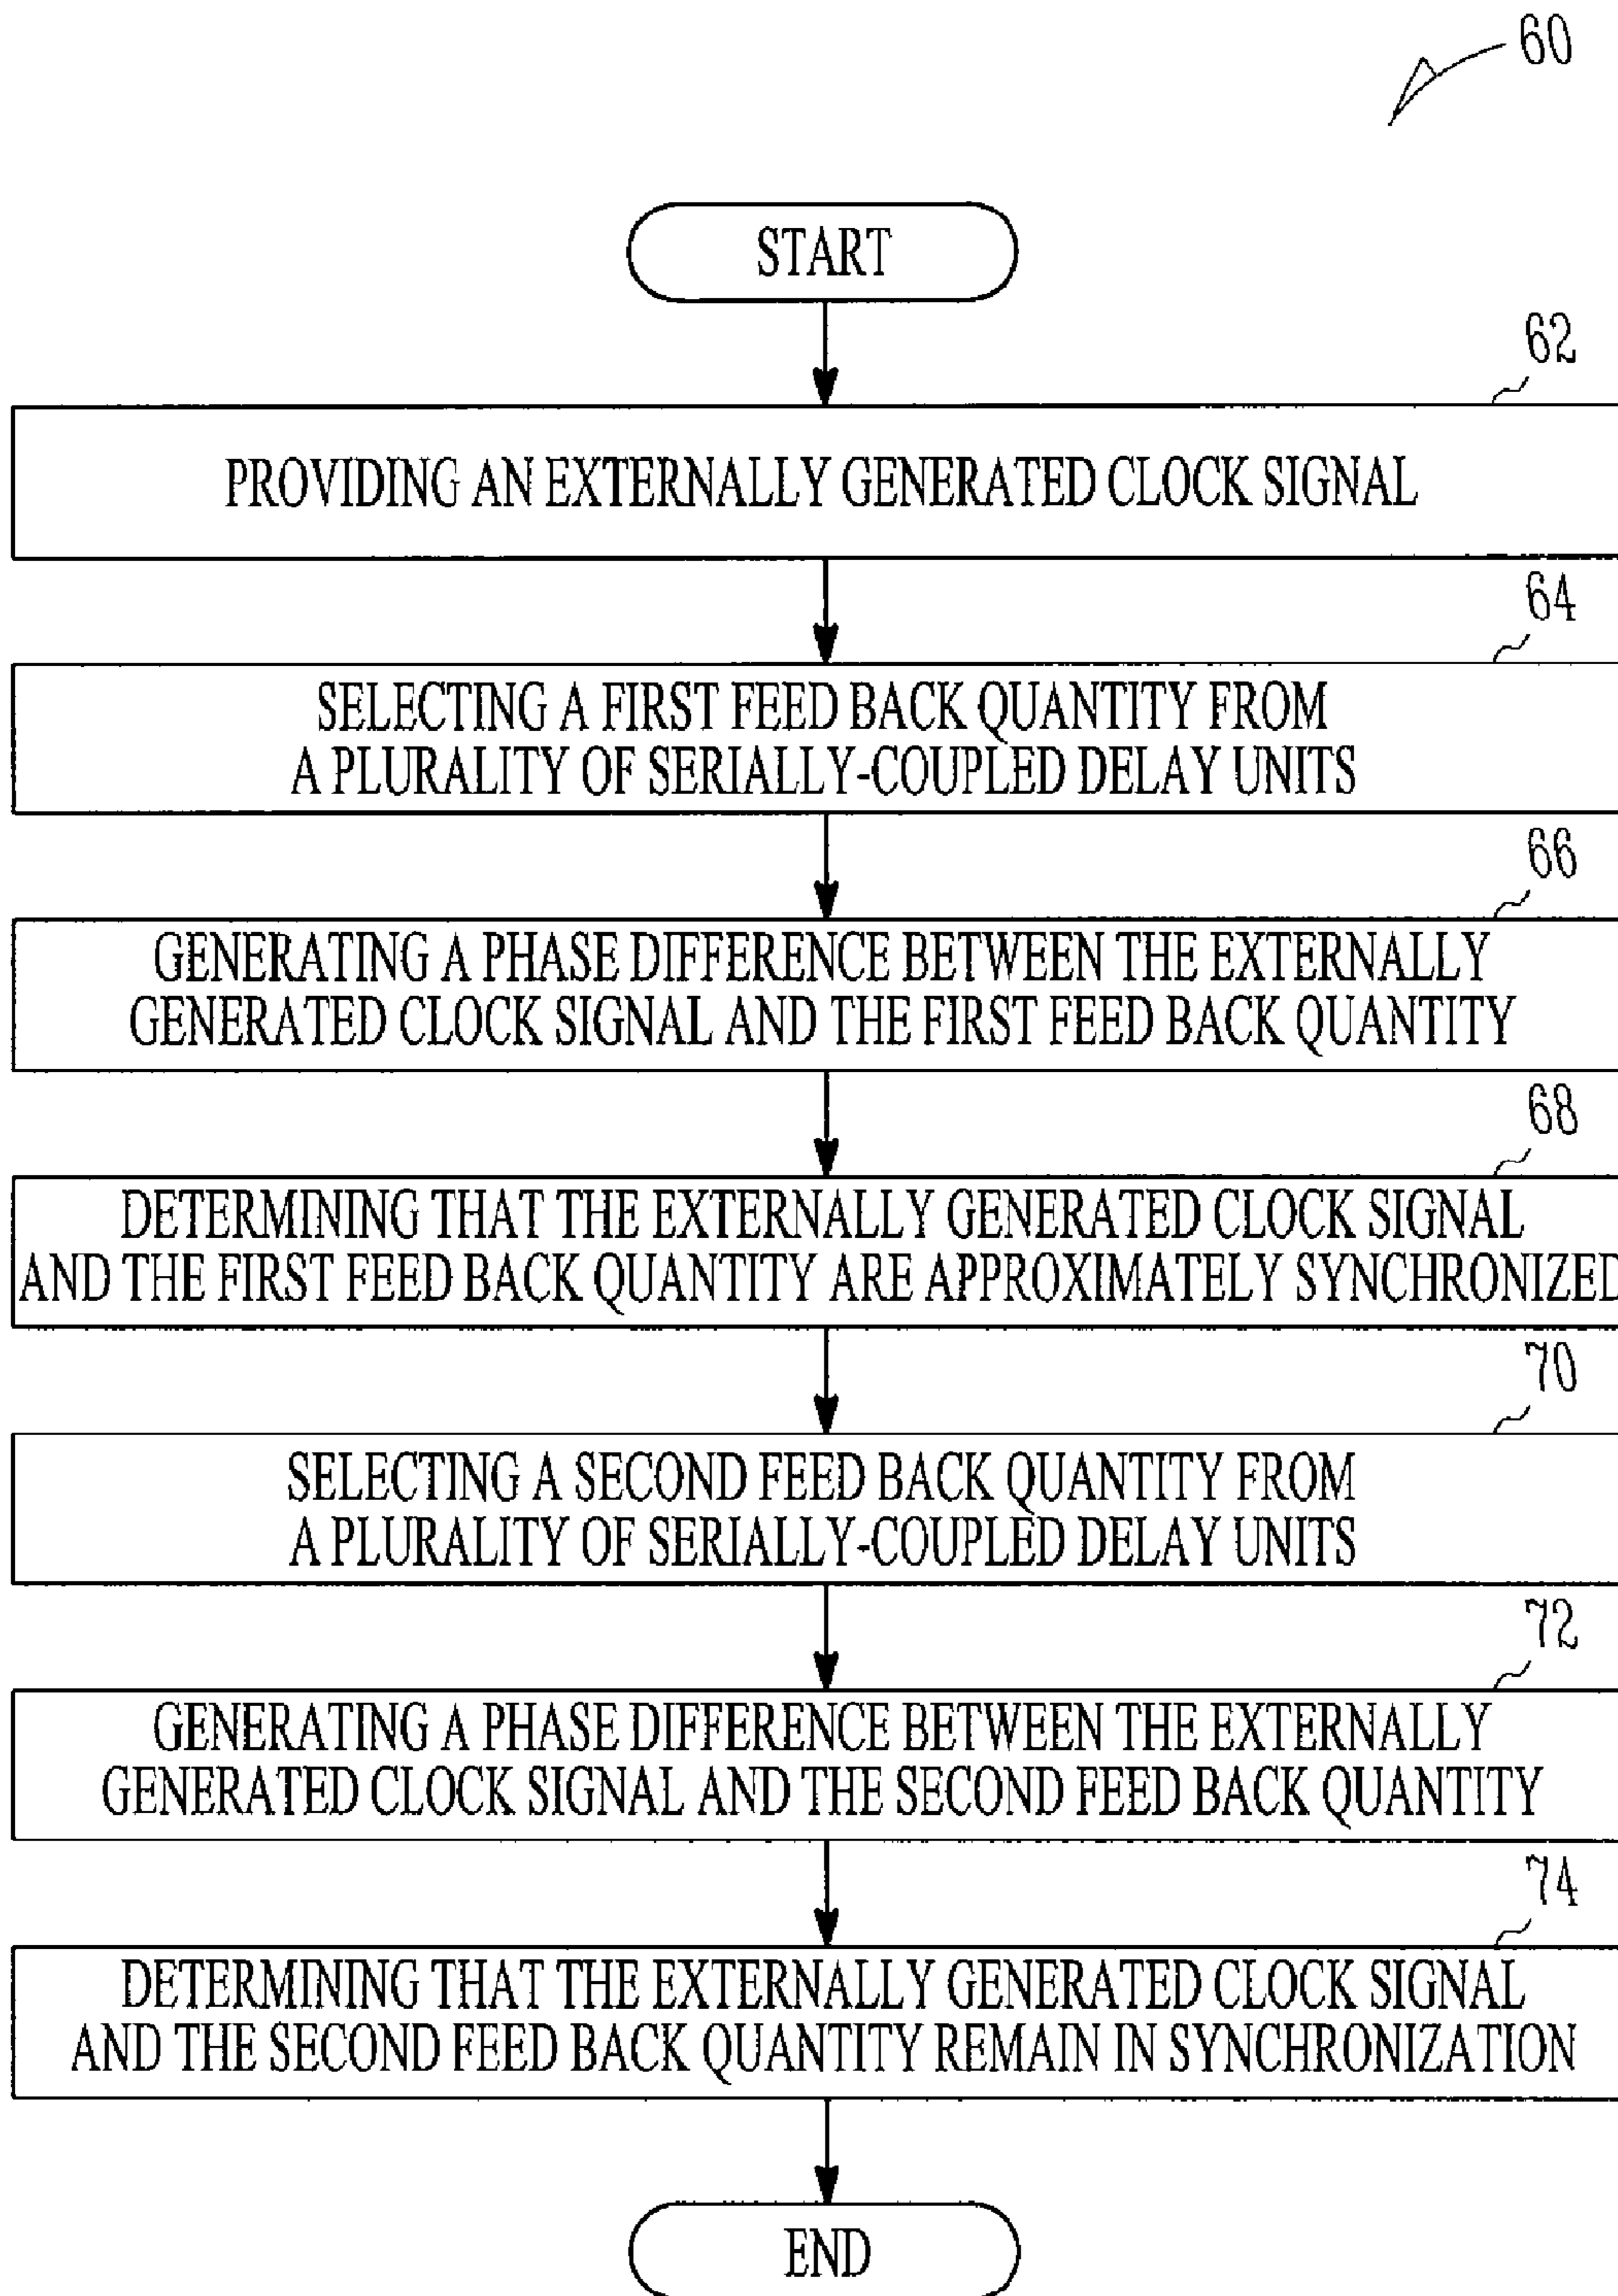 60
START
62
PROVIDING AN EXTERNALLY GENERATED CLOCK SIGNAL
64
SELECTING A FIRST FEED BACK QUANTITY FROM
A PLURALITY OF SERIALLY-COUPLED DELAY UNITS
66
GENERATING A PHASE DIFFERENCE BETWEEN THE EXTERNALLY
GENERATED CLOCK SIGNAL AND THE FIRST FEED BACK QUANTITY
68
DETERMINING THAT THE EXTERNALLY GENERATED CLOCK SIGNAL
AND THE FIRST FEED BACK QUANTITY ARE APPROXIMATELY SYNCHRONIZED
70
SELECTING A SECOND FEED BACK QUANTITY FROM
A PLURALITY OF SERIALLY-COUPLED DELAY UNITS
72
GENERATING A PHASE DIFFERENCE BETWEEN THE EXTERNALLY
GENERATED CLOCK SIGNAL AND THE SECOND FEED BACK QUANTITY
74
DETERMINING THAT THE EXTERNALLY GENERATED CLOCK SIGNAL
AND THE SECOND FEED BACK QUANTITY REMAIN IN SYNCHRONIZATION
END